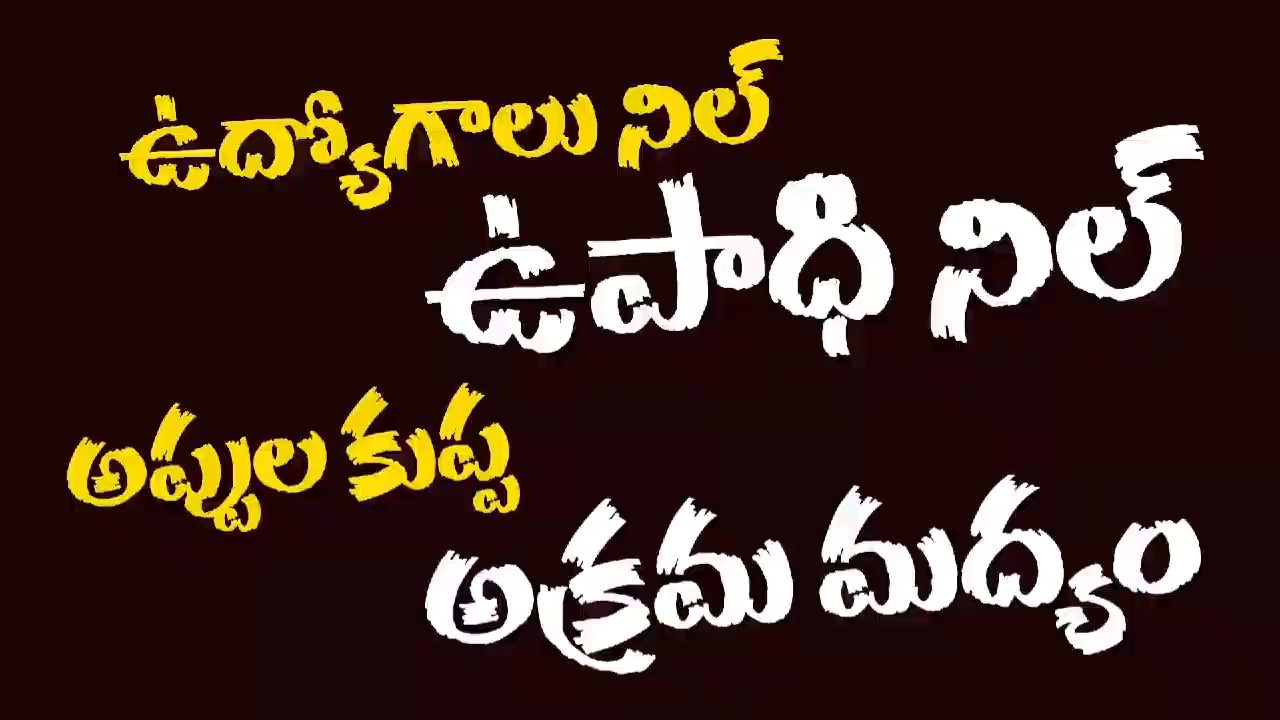 ఉద్యోగాలు నిల్
ఉపాధి నిల్
అప్పుల కుప్ప
అక్రమ మద్యం